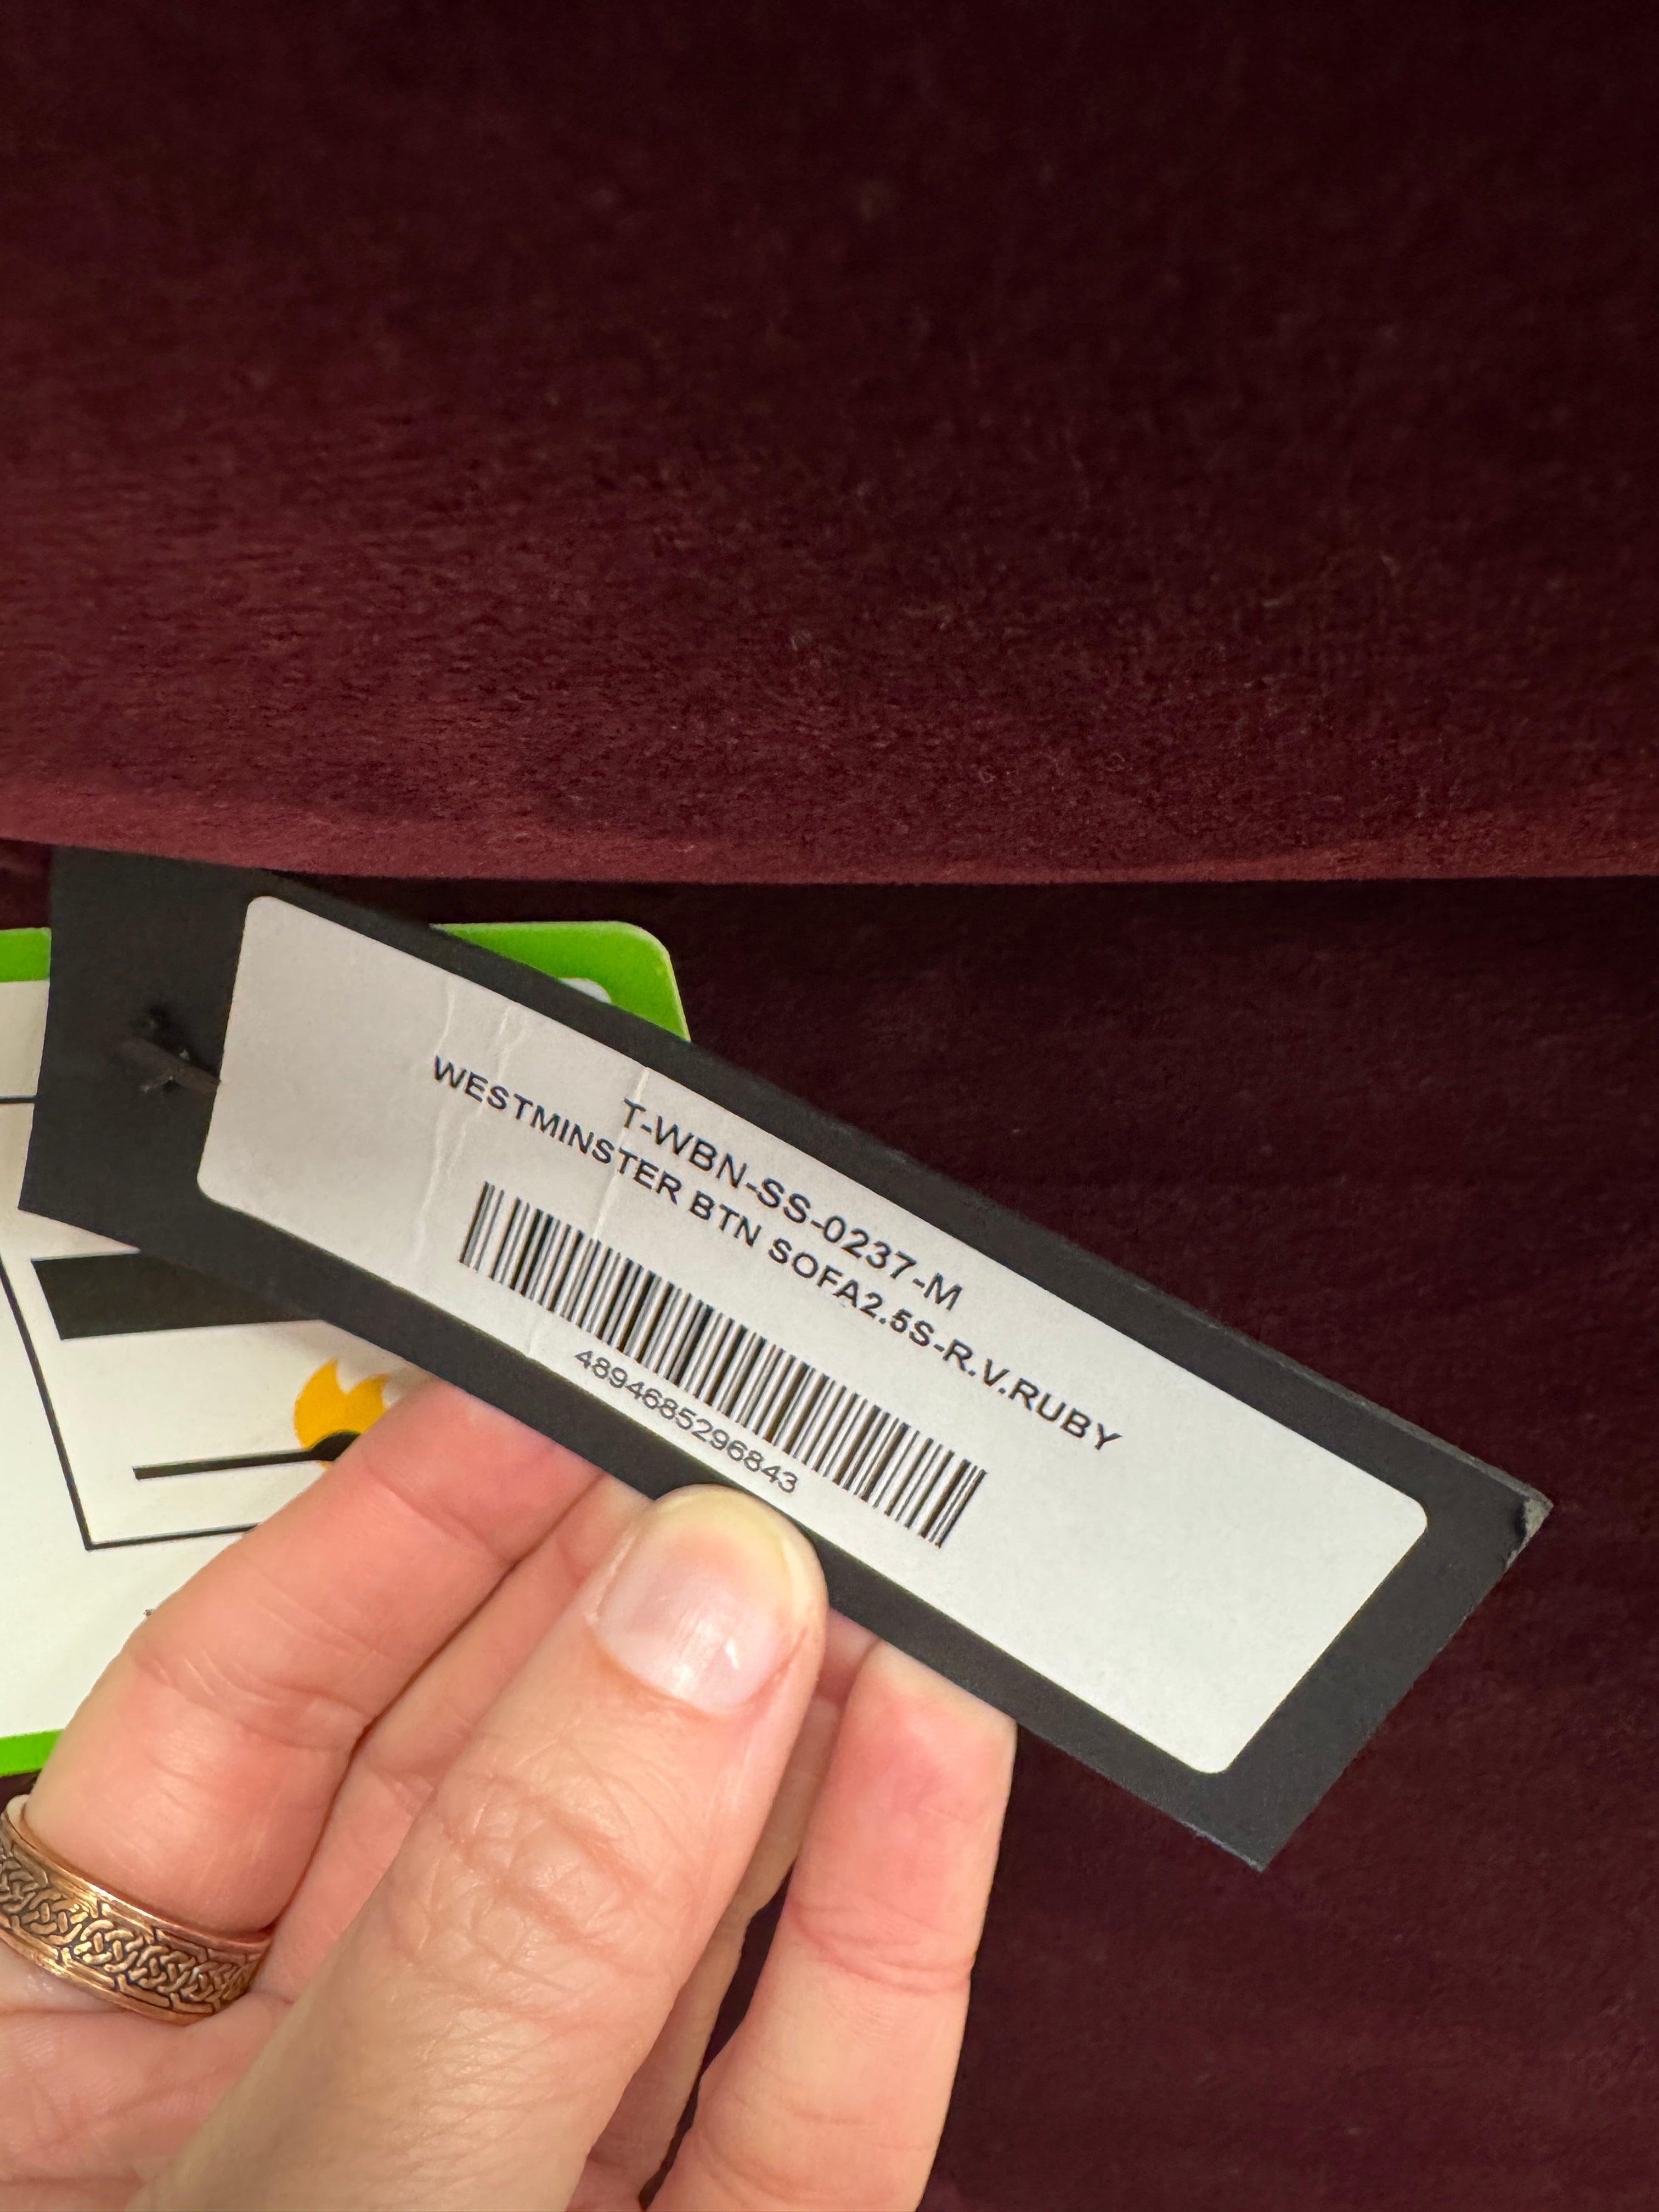 T-WBN-SS-0237-M
WESTMINSTER BTN SOFA2.5S-R.V.RUBY
4894685296843